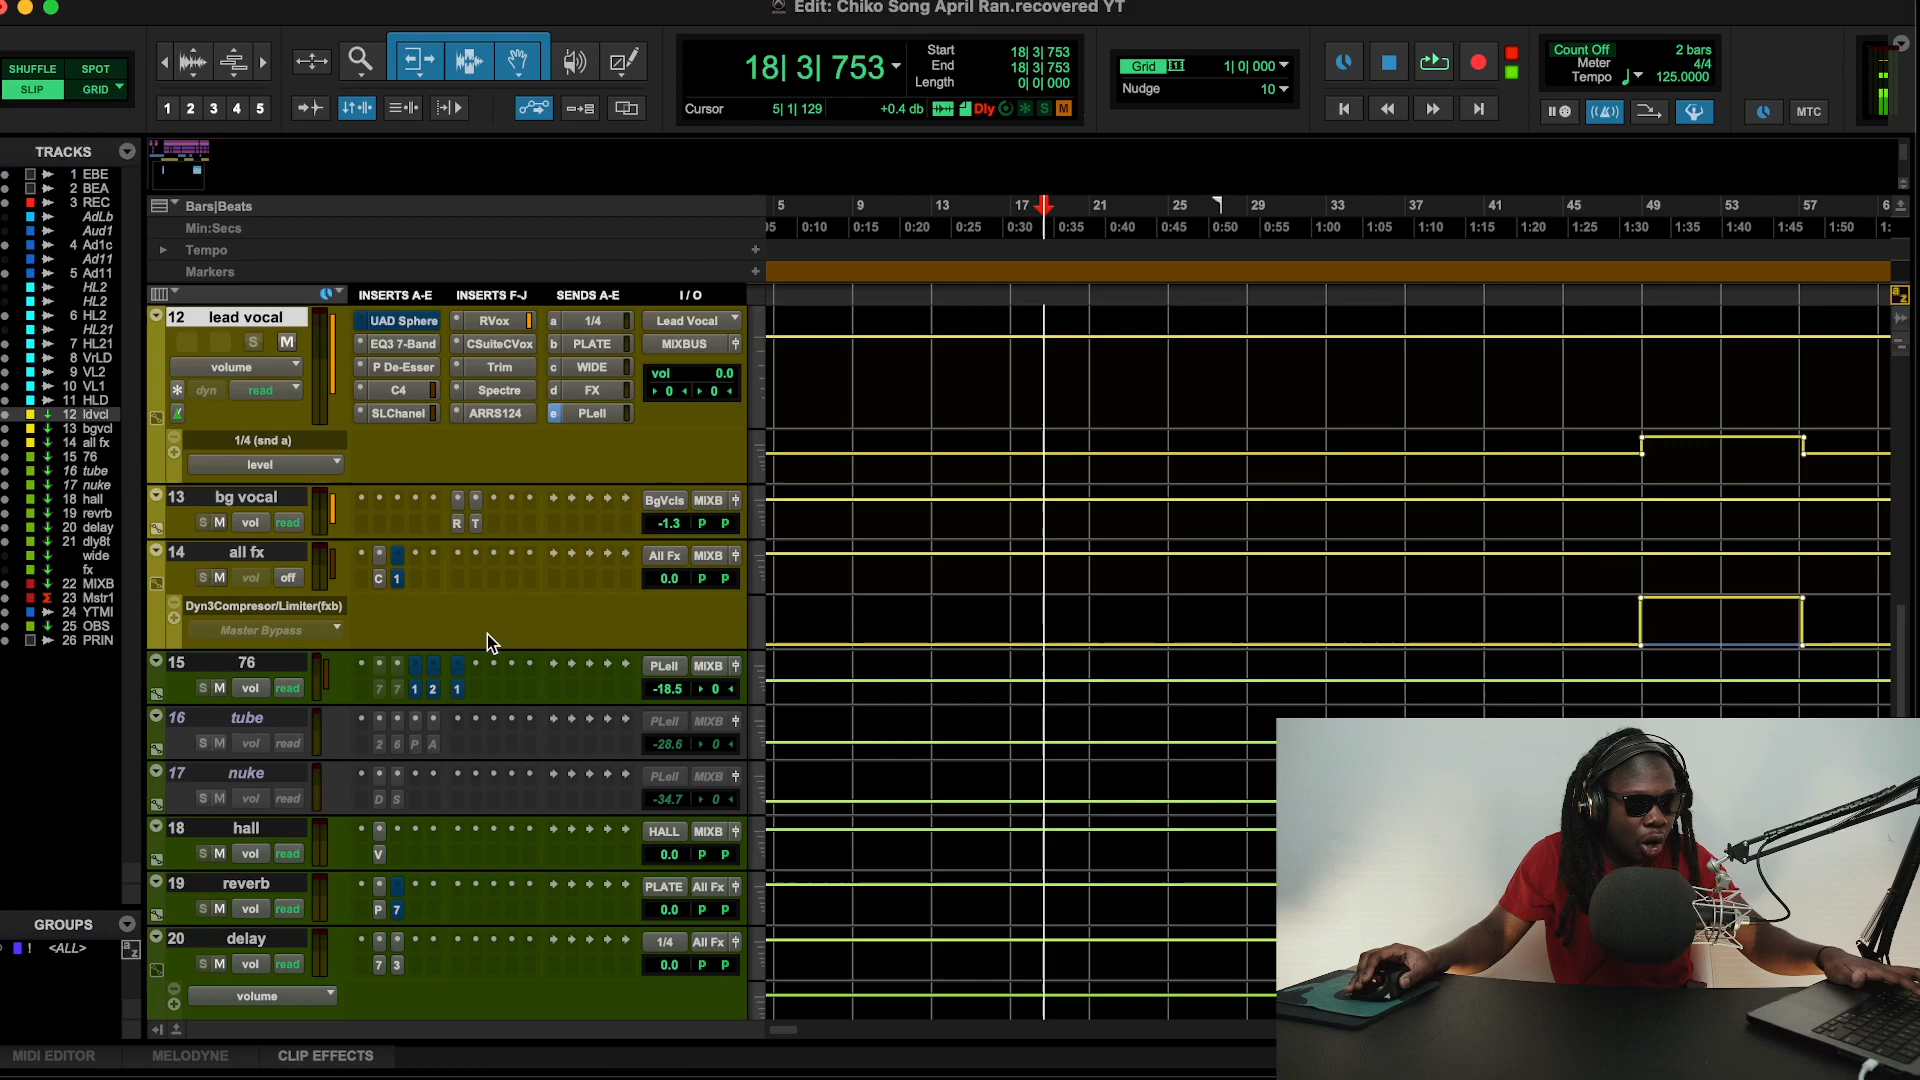 Edit: Chiko Song April Ran.recovered YT
SHUFFLE SPOT
SLIP GRID
1 2 3 4 5
18| 3| 753
Start 18| 3| 753
End 18| 3| 753
Length 0| 0| 000
Cursor 5| 1| 129 +0.4 db Dly S M
Grid 1| 0| 000
Nudge 10
Count Off 2 bars
Meter 4/4
Tempo 125.0000
MTC
TRACKS
1 EBE
2 BEA
3 REC
AdLb
Aud1
4 Ad1c
Ad11
5 Ad11
HL2
HL2
6 HL2
HL21
7 HL21
8 VrLD
9 VL2
10 VL1
11 HLD
12 ldvcl
13 bgvcl
14 all fx
15 76
16 tube
17 nuke
18 hall
19 revrb
20 delay
21 dly8t
wide
fx
22 MIXB
23 Mstr1
24 YTMI
25 OBS
26 PRIN
GROUPS
! <ALL> a z
Bars|Beats 5 9 13 17 21 25 29 33 37 41 45 49 53 57 6
Min:Secs 05 0:10 0:15 0:20 0:25 0:30 0:35 0:40 0:45 0:50 0:55 1:00 1:05 1:10 1:15 1:20 1:25 1:30 1:35 1:40 1:45 1:50 1:
Tempo
Markers
INSERTS A-E INSERTS F-J SENDS A-E I / O
a z
12 lead vocal UAD Sphere RVox a 1/4 Lead Vocal
S M EQ3 7-Band CSuiteCVox b PLATE MIXBUS
volume P De-Esser Trim c WIDE vol 0.0
dyn read C4 Spectre d FX 0 0
SLChanel ARRS124 e PLell
1/4 (snd a)
level
13 bg vocal BgVcls MIXB
S M vol read R T -1.3 P P
14 all fx All Fx MIXB
S M vol off C 1 0.0 P P
Dyn3Compresor/Limiter(fxb)
Master Bypass
15 76 PLell MIXB
S M vol read 7 7 1 2 1 -18.5 0
16 tube PLell MIXB
S M vol read 2 6 P A -28.6 0
17 nuke PLell MIXB
S M vol read D S -34.7 0
18 hall HALL MIXB
S M vol read V 0.0 P P
19 reverb PLATE All Fx
S M vol read P 7 0.0 P P
20 delay 1/4 All Fx
S M vol read 7 3 0.0 P P
volume
MIDI EDITOR MELODYNE CLIP EFFECTS